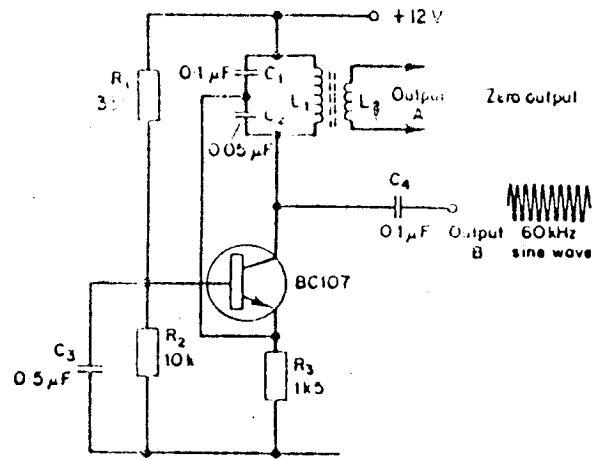 + 12 V
0.1 µF
C1
R1
L1
Output
A
Zero output
0.05 µF
C4
0.1 µF
Output
B
60kHz
sine wave
BC107
C3
0.5 µF
R2
10k
R3
1k5